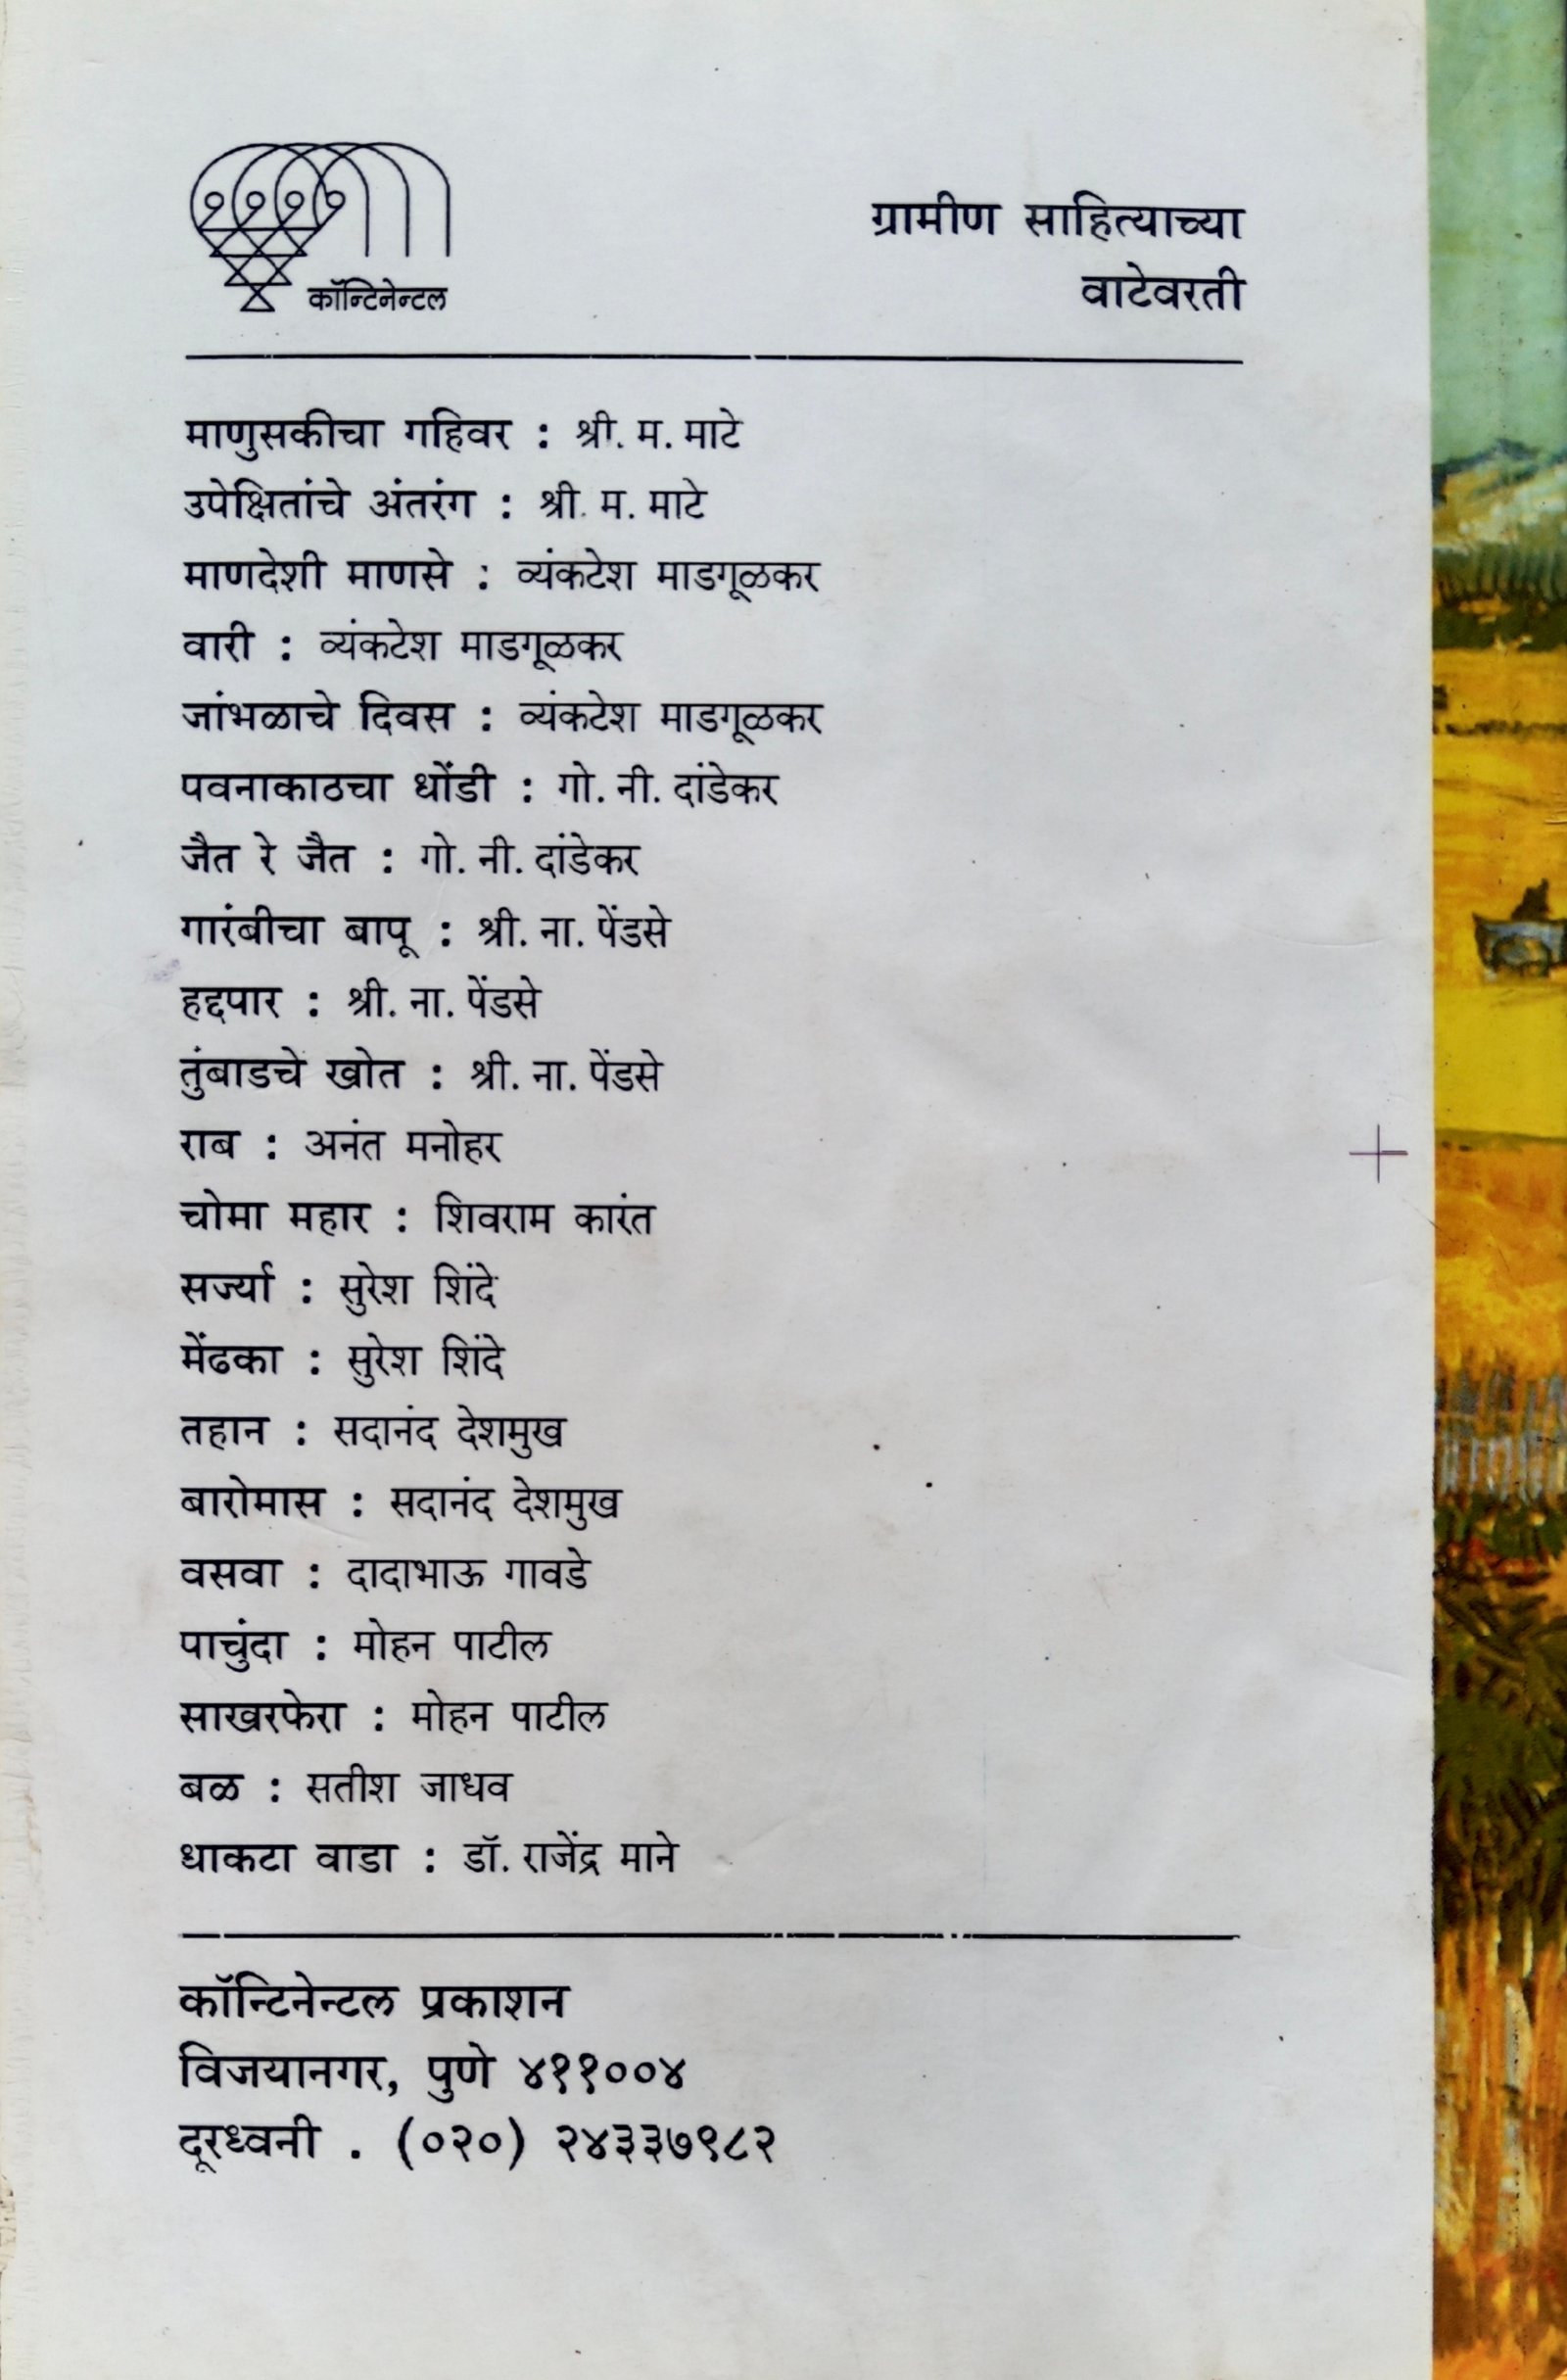 कॉन्टिनेन्टल
ग्रामीण साहित्याच्या
वाटेवरती
माणुसकीचा गहिवर : श्री. म. माटे
उपेक्षितांचे अंतरंग : श्री. म. माटे
माणदेशी माणसे : व्यंकटेश माडगूळकर
वारी : व्यंकटेश माडगूळकर
जांभळाचे दिवस : व्यंकटेश माडगूळकर
पवनाकाठचा धोंडी : गो. नी. दांडेकर
जैत रे जैत : गो. नी. दांडेकर
गारंबीचा बापू : श्री. ना. पेंडसे
हद्दपार : श्री. ना. पेंडसे
तुंबाडचे खोत : श्री. ना. पेंडसे
राब : अनंत मनोहर
चोमा महार : शिवराम कारंत
सर्ज्या : सुरेश शिंदे
मेंढका : सुरेश शिंदे
तहान : सदानंद देशमुख
बारोमास : सदानंद देशमुख
वसवा : दादाभाऊ गावडे
पाचुंदा : मोहन पाटील
साखरफेरा : मोहन पाटील
बळ : सतीश जाधव
धाकटा वाडा : डॉ. राजेंद्र माने
कॉन्टिनेन्टल प्रकाशन
विजयानगर, पुणे ४११००४
दूरध्वनी . (०२०) २४३३७९८२